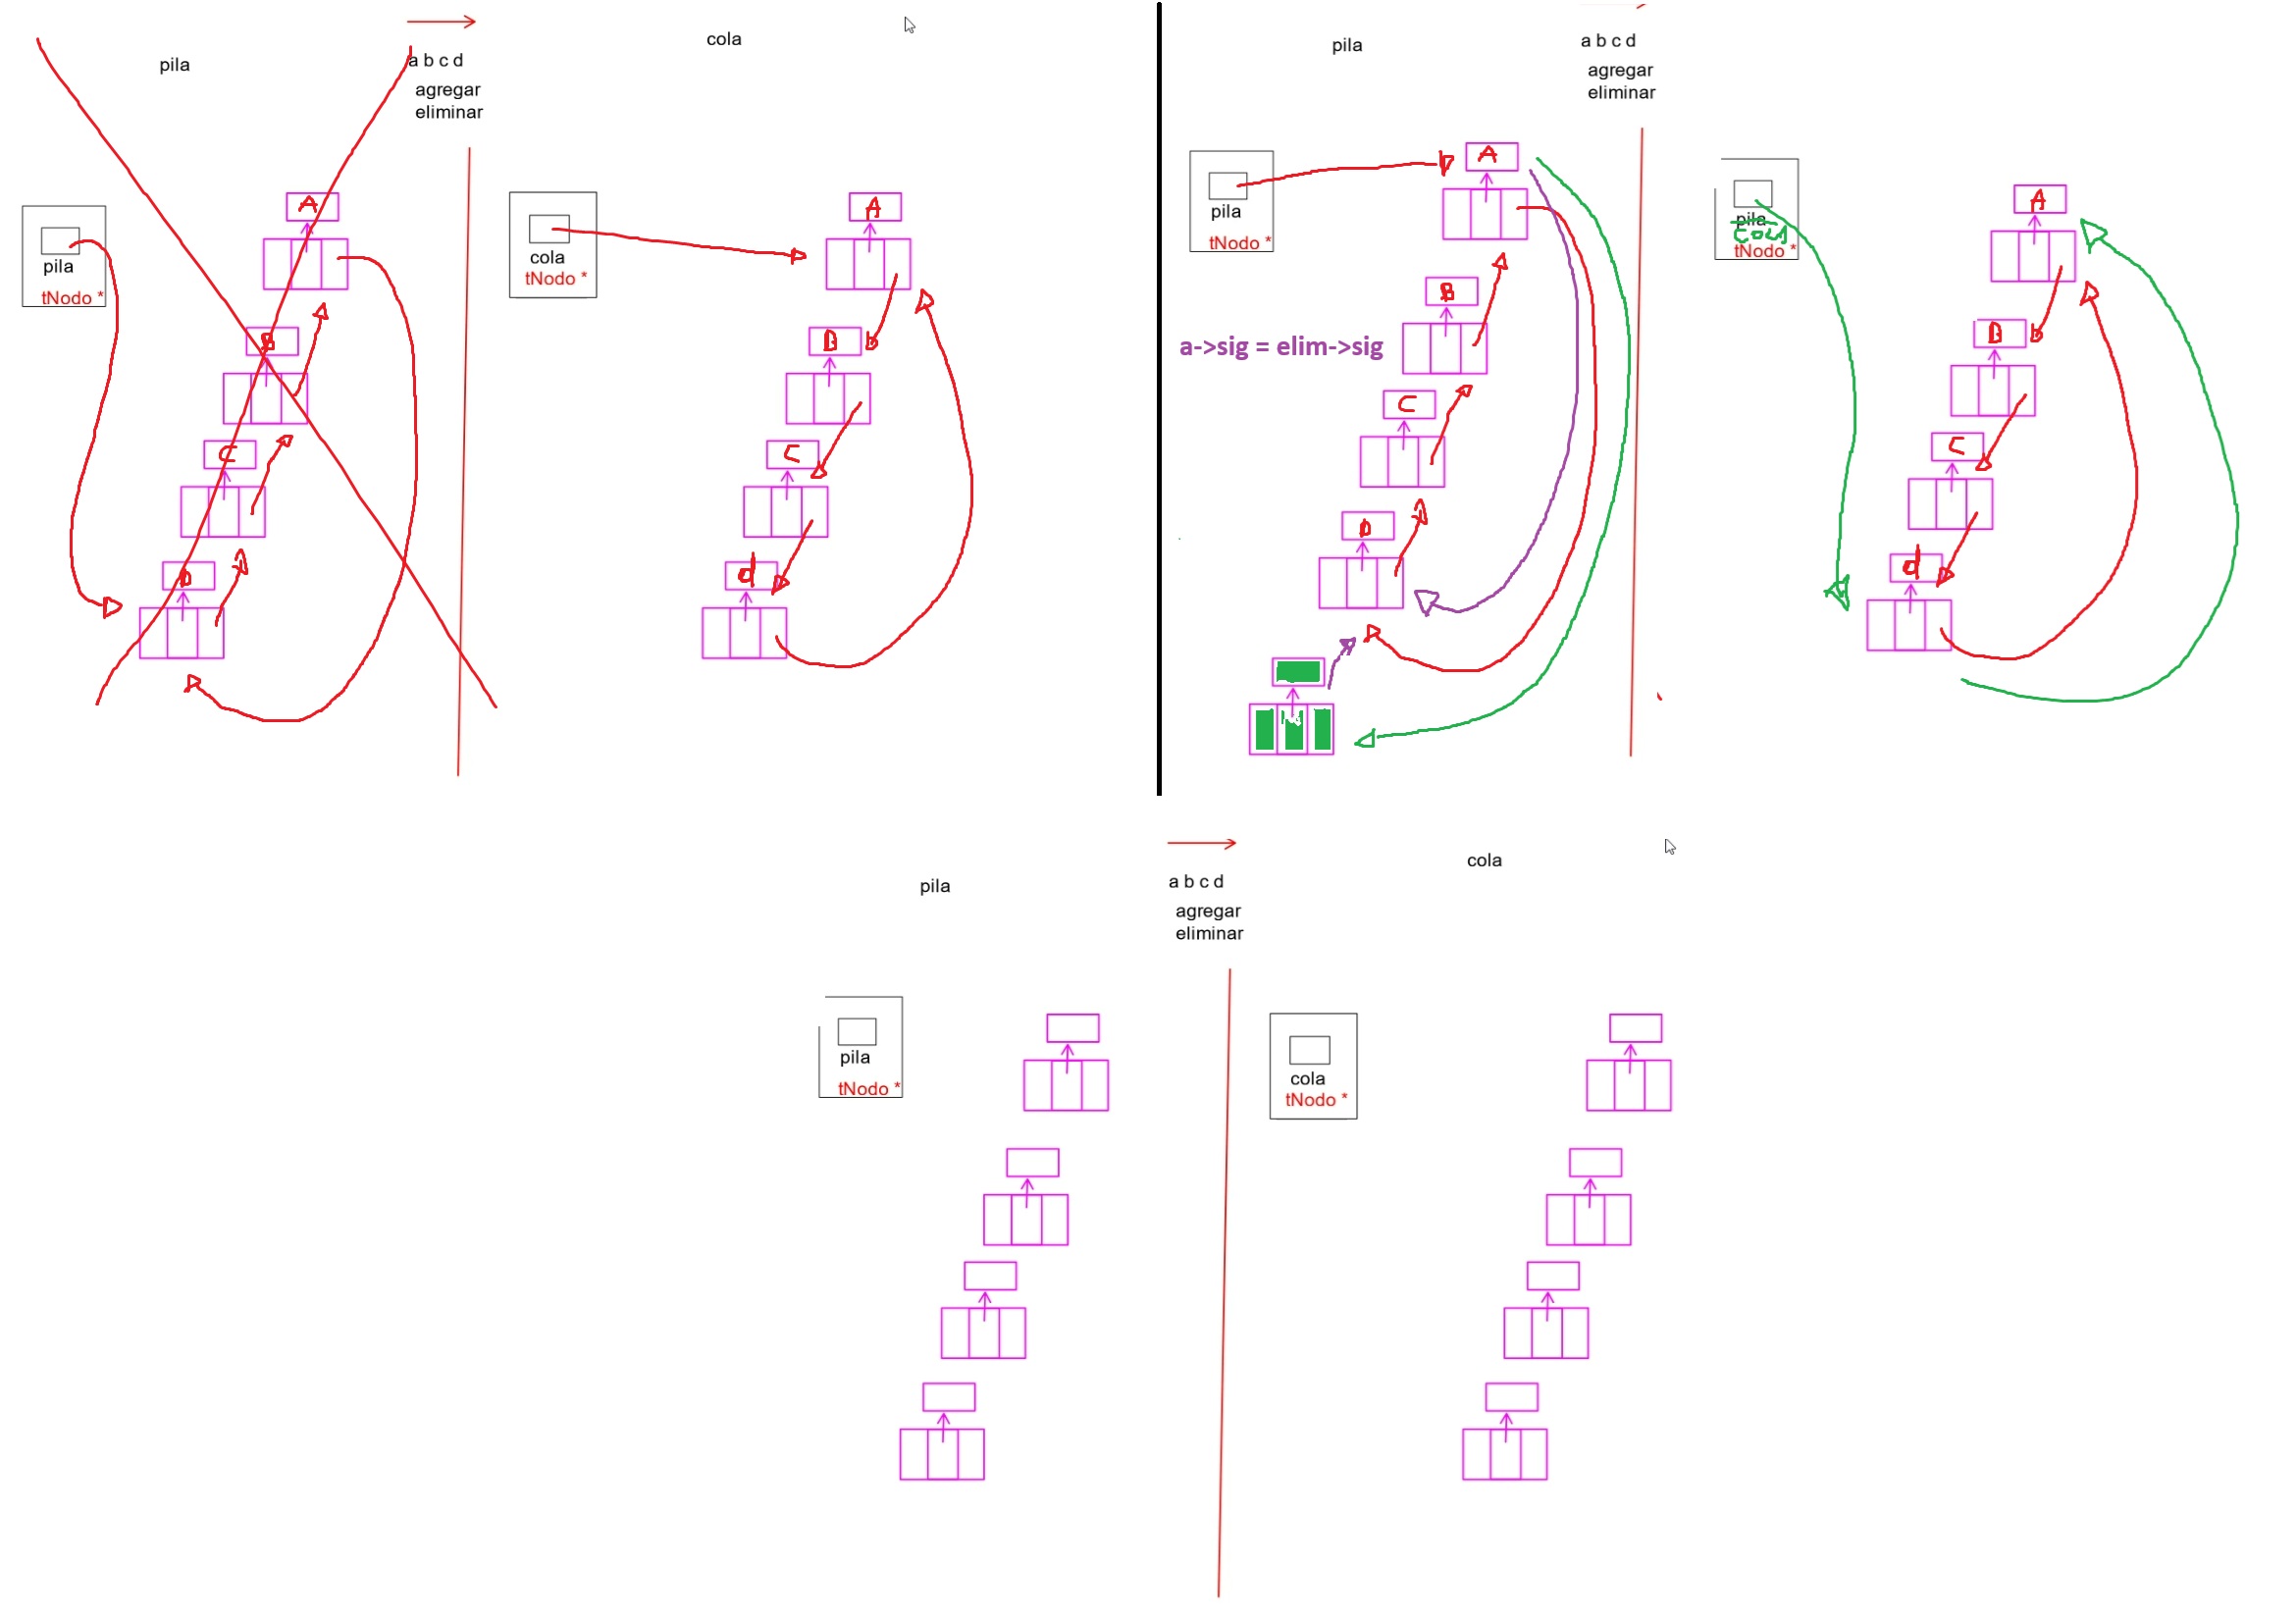 pila
a b c d
agregar
eliminar
cola
pila
tNodo *
A
B
C
D
cola
tNodo *
A
B
C
d
pila
a b c d
agregar
eliminar
pila
tNodo *
A
B
a->sig = elim->sig
C
D
pila
cola
tNodo *
A
B
C
d
pila
a b c d
agregar
eliminar
cola
pila
tNodo *
cola
tNodo *